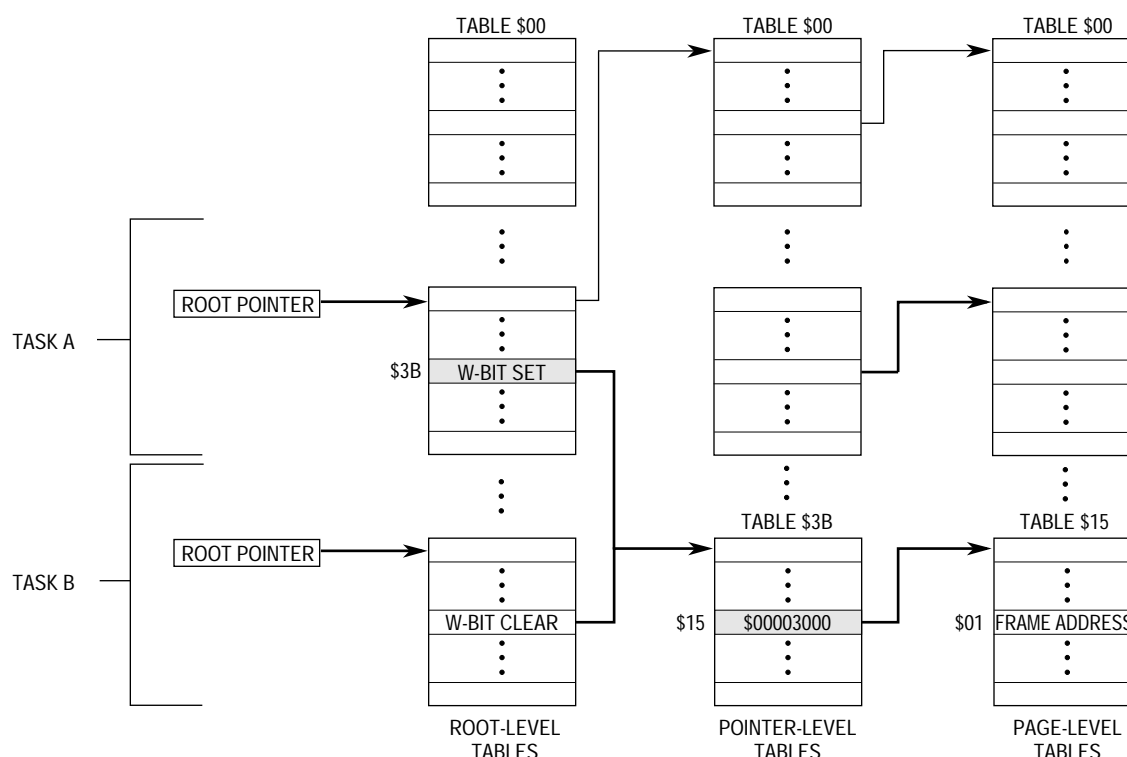 TABLE $00
TABLE $00
TABLE $00
ROOT POINTER
TASK A
$3B
W-BIT SET
TABLE $3B
TABLE $15
ROOT POINTER
TASK B
W-BIT CLEAR
$15
$00003000
$01
FRAME ADDRESS
ROOT-LEVEL
TABLES
POINTER-LEVEL
TABLES
PAGE-LEVEL
TABLES